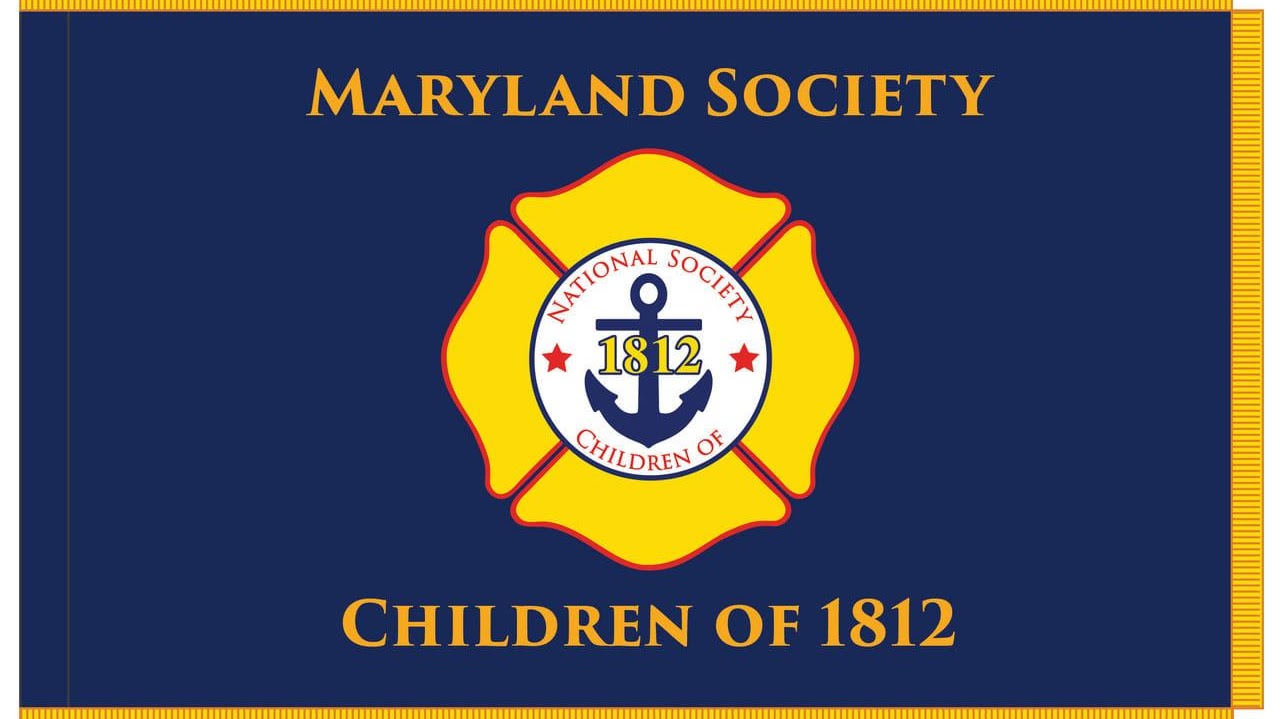 Maryland Society
National Society
1812
Children of
Children of 1812